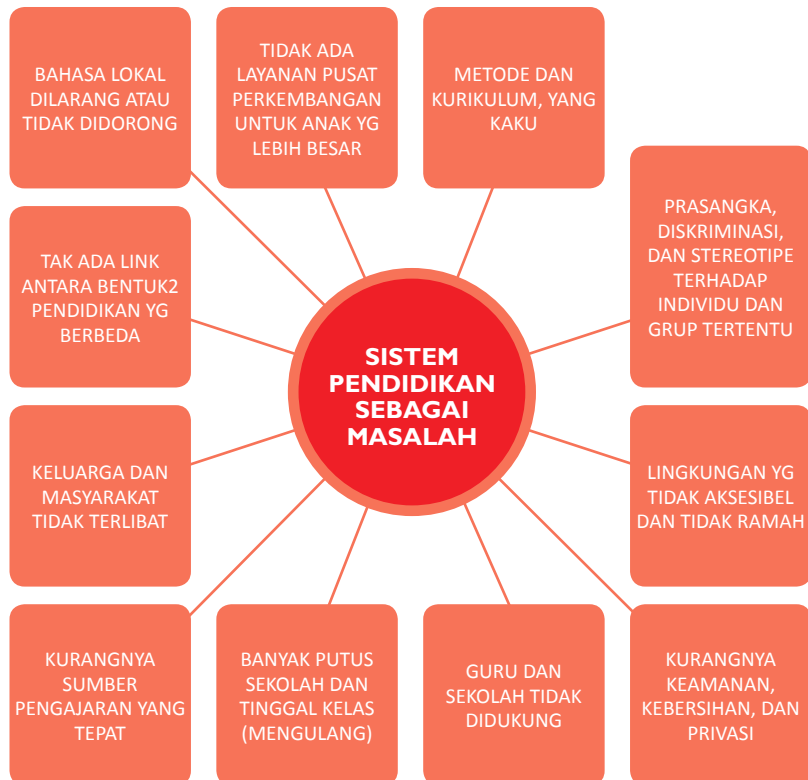 BAHASA LOKAL
DILARANG ATAU
TIDAK DIDORONG
TIDAK ADA
LAYANAN PUSAT
PERKEMBANGAN
UNTUK ANAK YG
LEBIH BESAR
METODE DAN
KURIKULUM, YANG
KAKU
PRASANGKA,
DISKRIMINASI,
DAN STEREOTIPE
TERHADAP
INDIVIDU DAN
GRUP TERTENTU
TAK ADA LINK
ANTARA BENTUK2
PENDIDIKAN YG
BERBEDA
SISTEM
PENDIDIKAN
SEBAGAI
MASALAH
KELUARGA DAN
MASYARAKAT
TIDAK TERLIBAT
LINGKUNGAN YG
TIDAK AKSESIBEL
DAN TIDAK RAMAH
KURANGNYA
SUMBER
PENGAJARAN YANG
TEPAT
BANYAK PUTUS
SEKOLAH DAN
TINGGAL KELAS
(MENGULANG)
GURU DAN
SEKOLAH TIDAK
DIDUKUNG
KURANGNYA
KEAMANAN,
KEBERSIHAN, DAN
PRIVASI